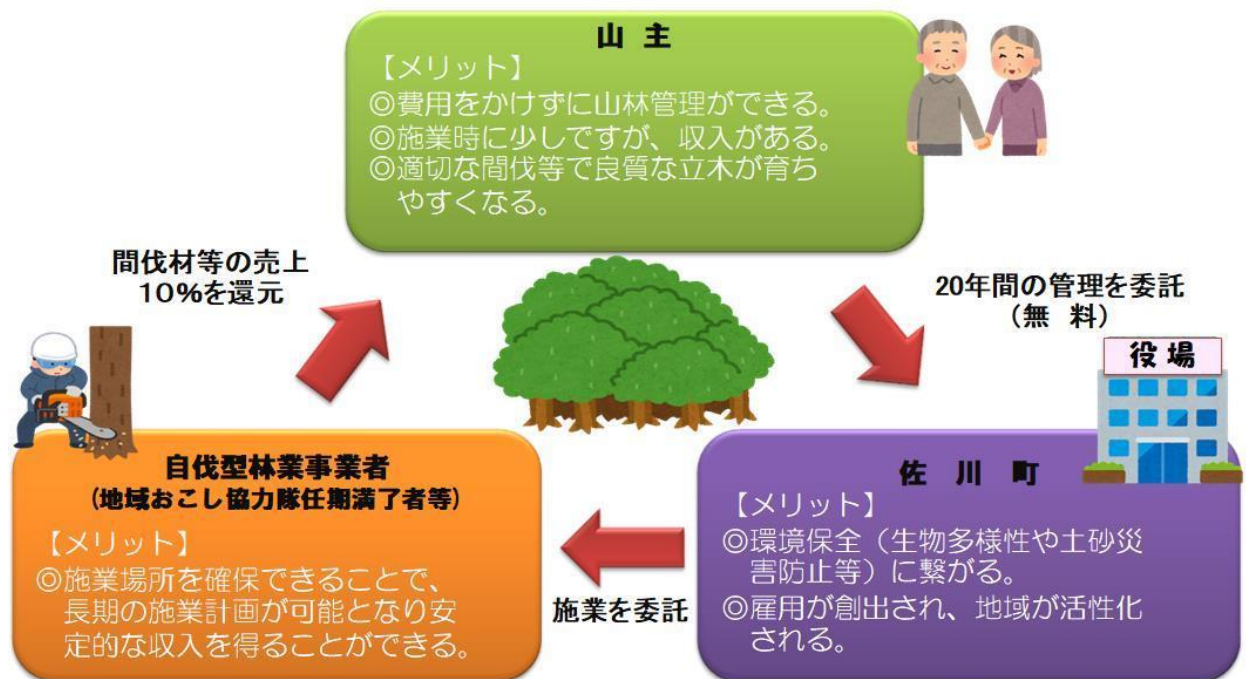 山 主
【メリット】
◎費用をかけずに山林管理ができる。
◎施業時に少しですが、収入がある。
◎適切な間伐等で良質な立木が育ち
やすくなる。
間伐材等の売上
10%を還元
20年間の管理を委託
（無 料）
役場
自伐型林業事業者
(地域おこし協力隊任期満了者等)
【メリット】
◎施業場所を確保できることで、
長期の施業計画が可能となり安
定的な収入を得ることができる。
施業を委託
佐 川 町
【メリット】
◎環境保全（生物多様性や土砂災
害防止等）に繋がる。
◎雇用が創出され、地域が活性化
される。